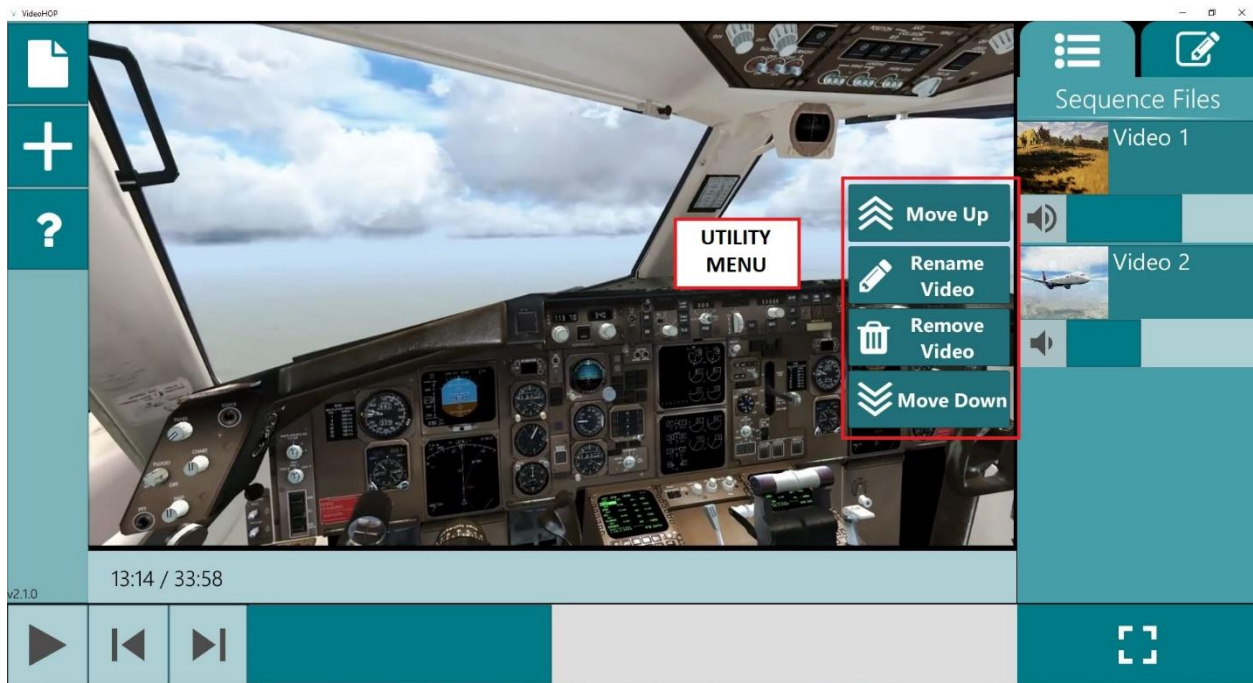 VideoHOP
Sequence Files
Video 1
Move Up
UTILITY
MENU
Rename
Video
Video 2
Remove
Video
Move Down
13:14 / 33:58
v2.1.0